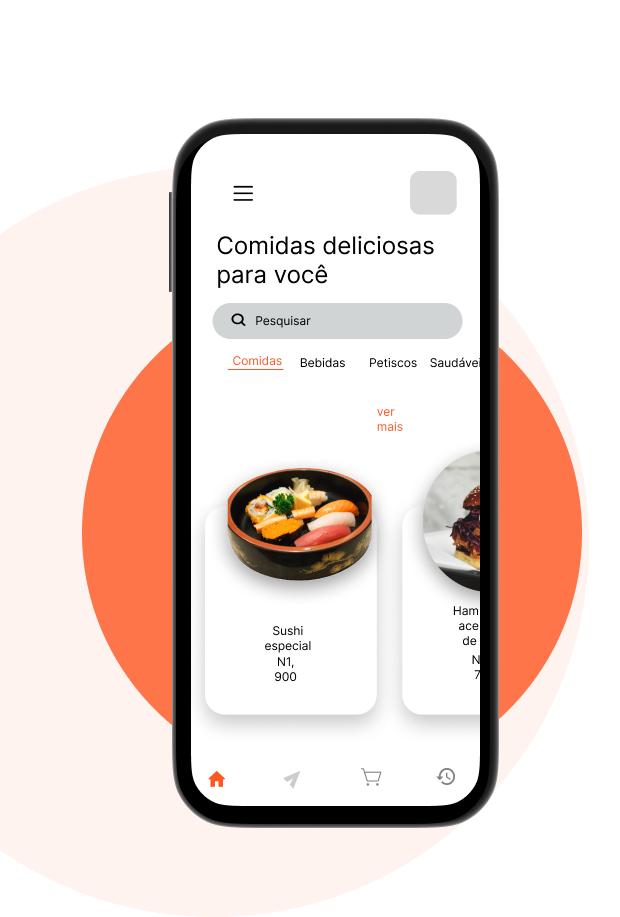 Comidas deliciosas
para você
Pesquisar
Comidas Bebidas Petiscos Saudávei
ver
mais
Sushi
especial
N1,
900
Ham
ace
de
N
7